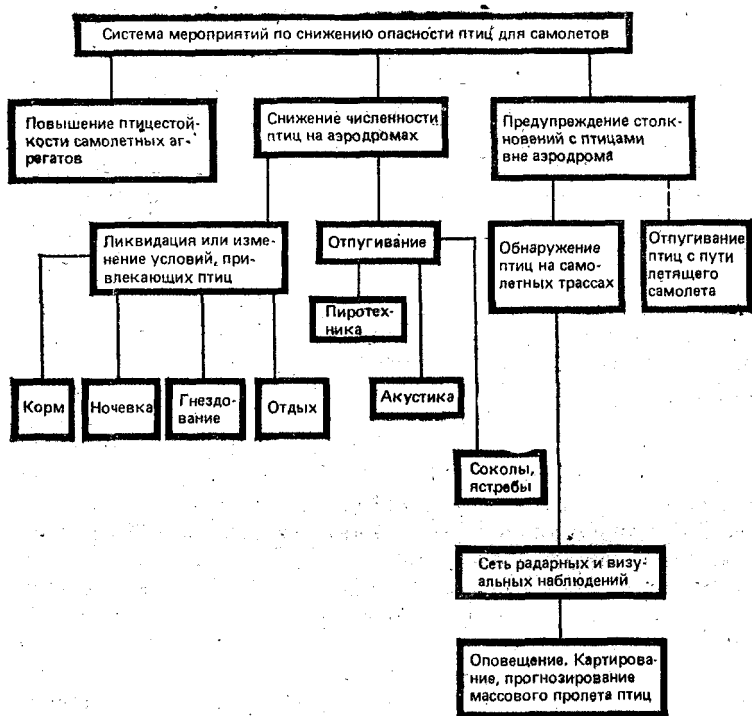 Система мероприятий по снижению опасности птиц для самолетов
Повышение птицестой-
кости самолетных аг-
регатов
Снижение численности
птиц на аэродромах
Предупреждение столк-
новений с птицами
вне аэродрома
Ликвидация или изме-
нение условий, при-
влекающих птиц
Отпугивание
Обнаружение
птиц на само-
летных трассах
Отпугивание
птиц с пути
летящего
самолета
Пиротех-
ника
Корм
Ночевка
Гнездо-
вание
Отдых
Акустика
Соколы,
ястребы
Сеть радарных и визу-
альных наблюдений
Оповещение. Картирова-
ние, прогнозирование
массового пролета птиц